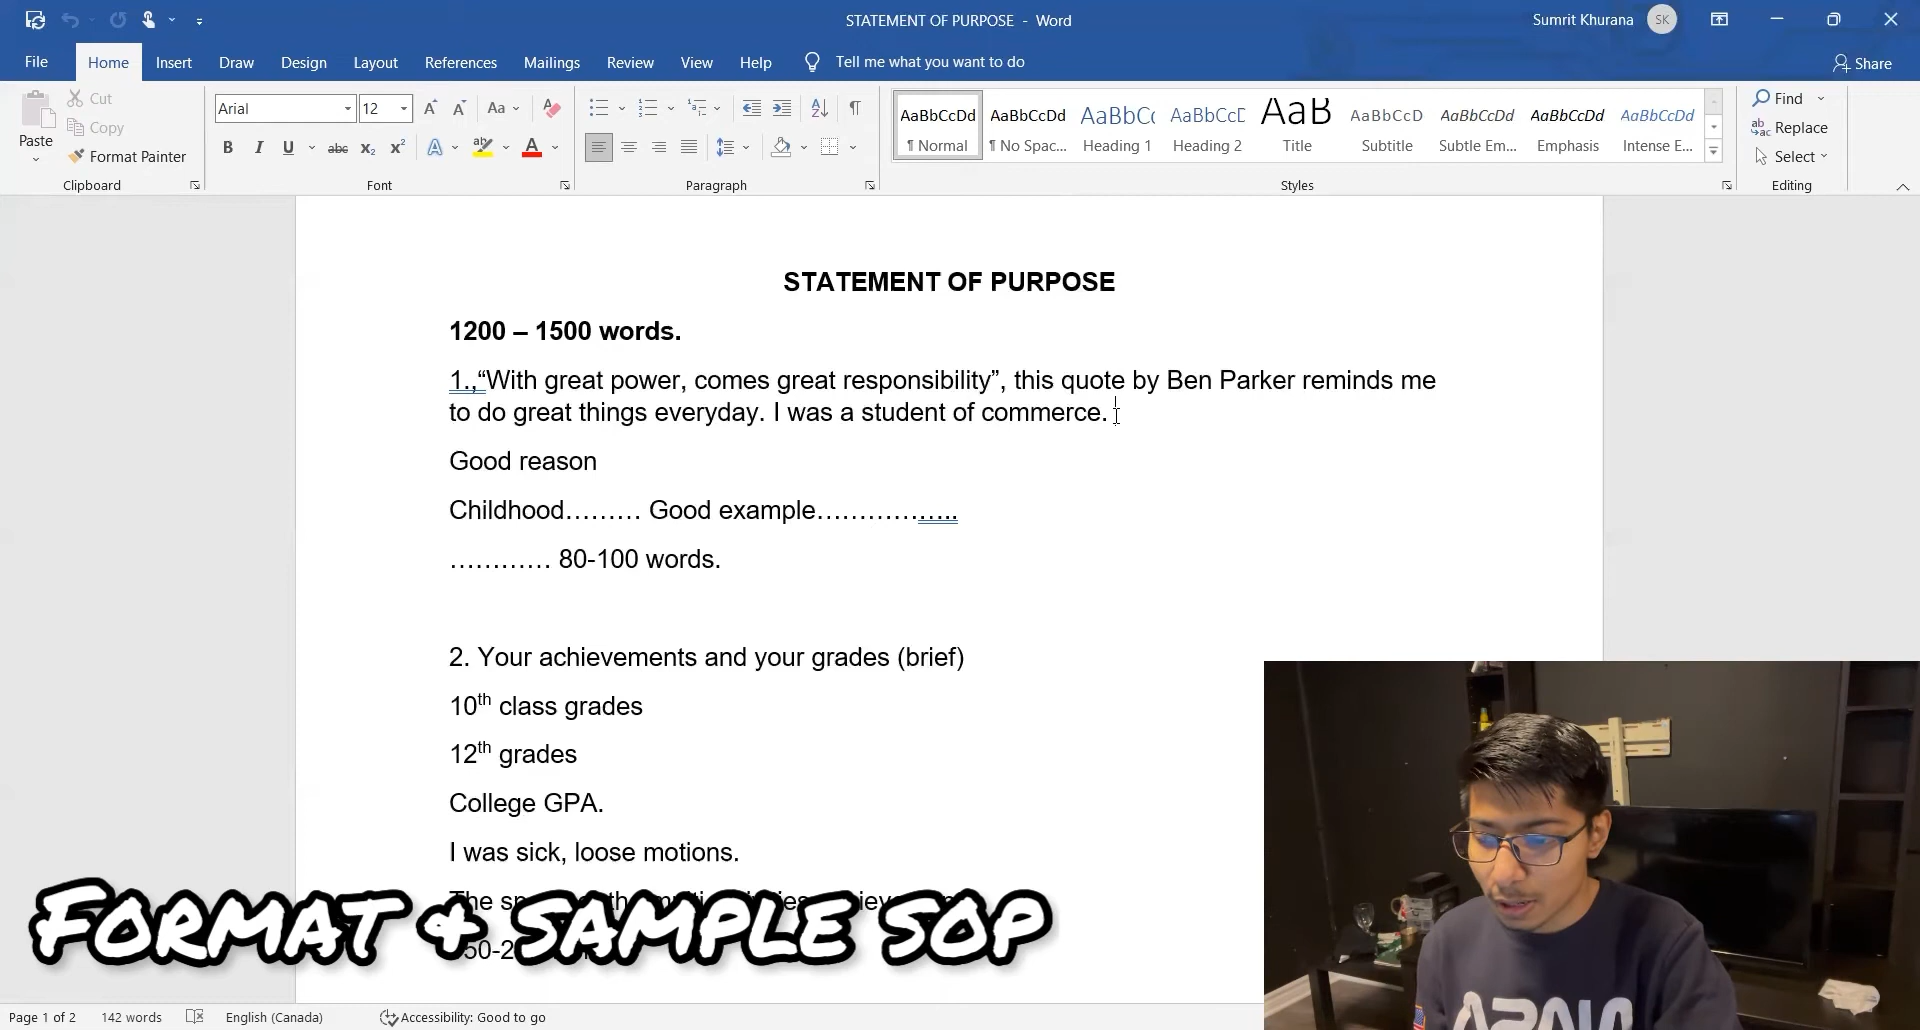 STATEMENT OF PURPOSE - Word
Sumrit Khurana
SK
File
Home
Insert
Draw
Design
Layout
References
Mailings
Review
View
Help
Tell me what you want to do
Share
Paste
Cut
Copy
Format Painter
Clipboard
Arial
12
Font
Paragraph
AaBbCcDd
¶ Normal
AaBbCcDd
¶ No Spac...
AaBbCc
Heading 1
AaBbCcD
Heading 2
AaB
Title
AaBbCcD
Subtitle
AaBbCcDd
Subtle Em...
AaBbCcDd
Emphasis
AaBbCcDd
Intense E...
Styles
Find
Replace
Select
Editing
STATEMENT OF PURPOSE
1200 – 1500 words.
1.,“With great power, comes great responsibility”, this quote by Ben Parker reminds me
to do great things everyday. I was a student of commerce.
Good reason
Childhood……… Good example……………..
………… 80-100 words.
2. Your achievements and your grades (brief)
10th class grades
12th grades
College GPA.
I was sick, loose motions.
FORMAT & SAMPLE SOP
Page 1 of 2
142 words
English (Canada)
Accessibility: Good to go